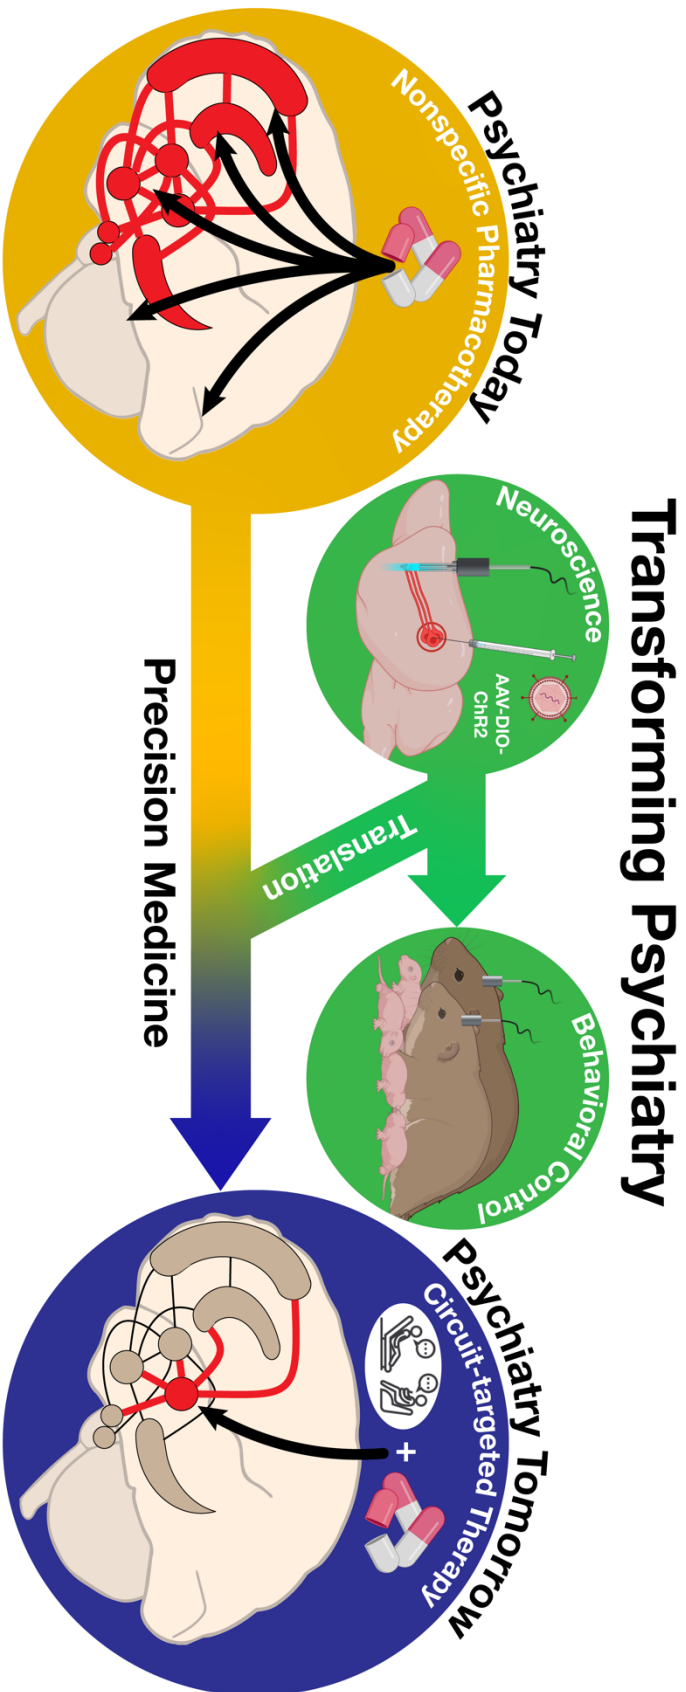 Transforming Psychiatry
Psychiatry Today
Nonspecific Pharmacotherapy
Neuroscience
AAV-DIO-
ChR2
Behavioral Control
Translation
Precision Medicine
Psychiatry Tomorrow
Circuit-targeted Therapy
+